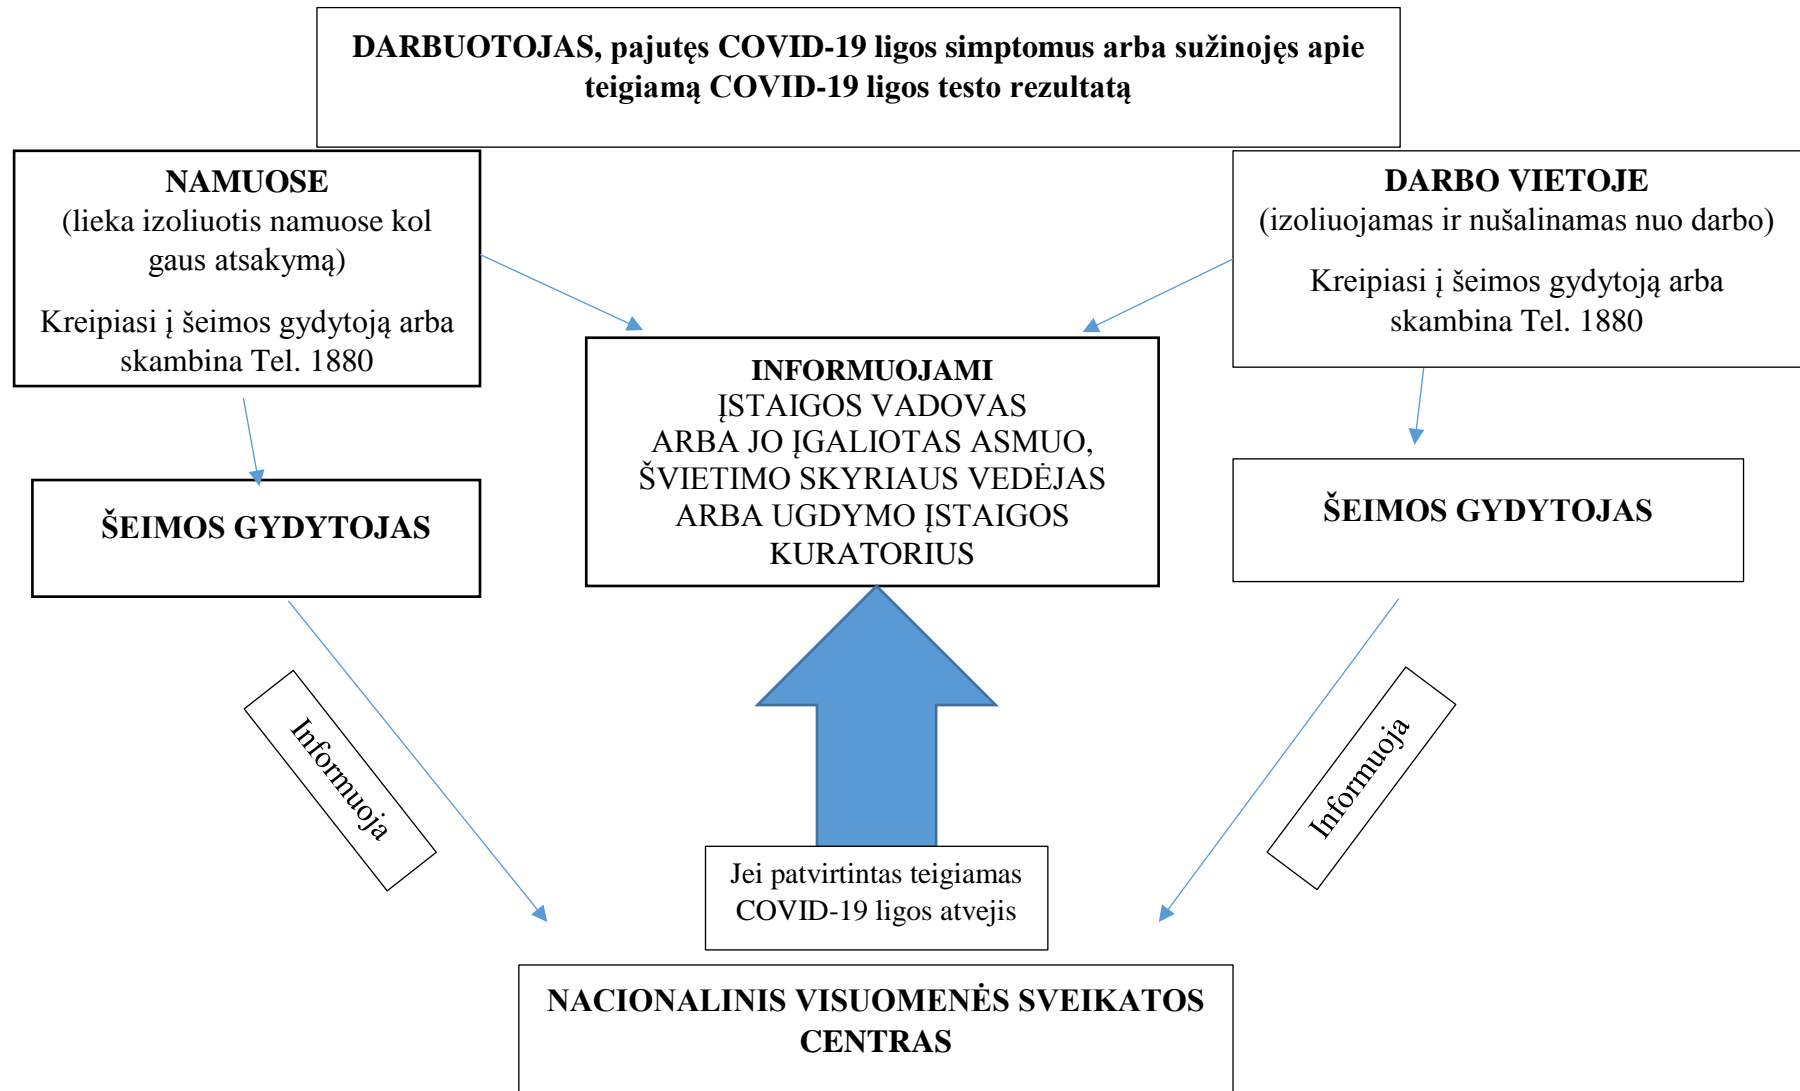 DARBUOTOJAS, pajutęs COVID-19 ligos simptomus arba sužinojęs apie
teigiamą COVID-19 ligos testo rezultatą
NAMUOSE
(lieka izoliuotis namuose kol
gaus atsakymą)
Kreipiasi į šeimos gydytoją arba
skambina Tel. 1880
DARBO VIETOJE
(izoliuojamas ir nušalinamas nuo darbo)
Kreipiasi į šeimos gydytoją arba
skambina Tel. 1880
INFORMUOJAMI
ĮSTAIGOS VADOVAS
ARBA JO ĮGALIOTAS ASMUO,
ŠVIETIMO SKYRIAUS VEDĖJAS
ARBA UGDYMO ĮSTAIGOS
KURATORIUS
ŠEIMOS GYDYTOJAS
ŠEIMOS GYDYTOJAS
Informuoja
Informuoja
Jei patvirtintas teigiamas
COVID-19 ligos atvejis
NACIONALINIS VISUOMENĖS SVEIKATOS
CENTRAS